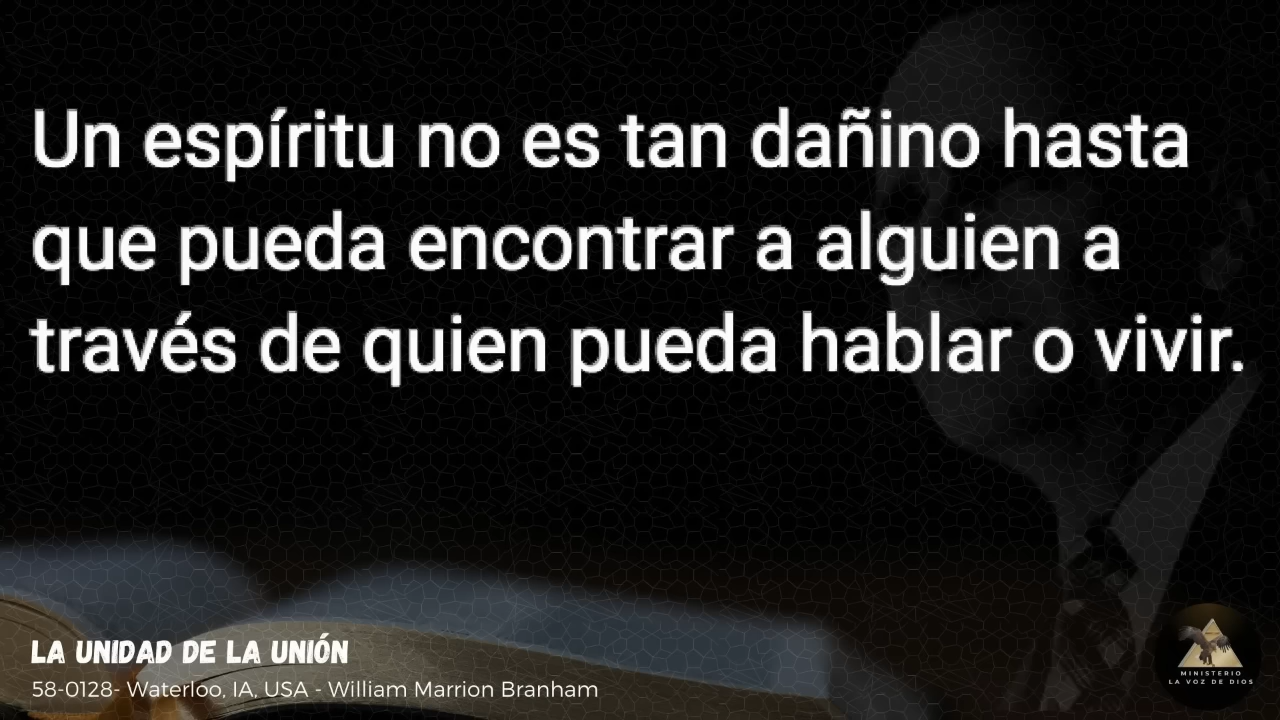 Un espíritu no es tan dañino hasta
que pueda encontrar a alguien a
través de quien pueda hablar o vivir.
LA UNIDAD DE LA UNIÓN
58-0128- Waterloo, IA, USA - William Marrion Branham
MINISTERIO
LA VOZ DE DIOS